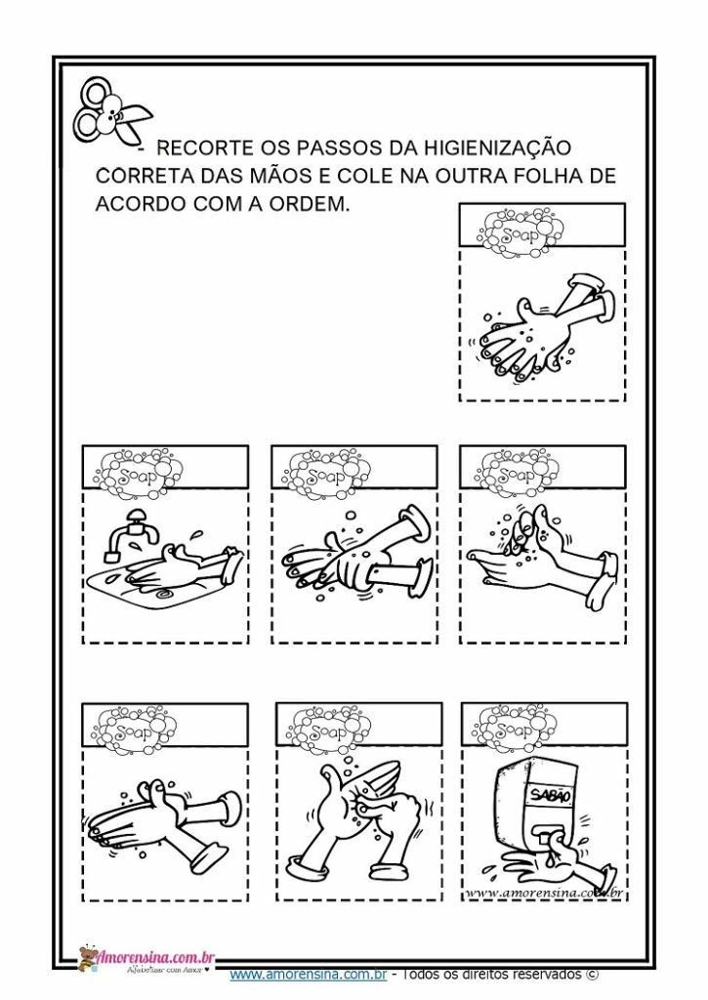 - RECORTE OS PASSOS DA HIGIENIZAÇÃO
CORRETA DAS MÃOS E COLE NA OUTRA FOLHA DE
ACORDO COM A ORDEM.
Soap
Soap
Soap
Soap
Soap
Soap
Soap
SABÃO
www.amorensina.com.br
Amorensina.com.br
Alfabetizar com Amor
www.amorensina.com.br - Todos os direitos reservados ©